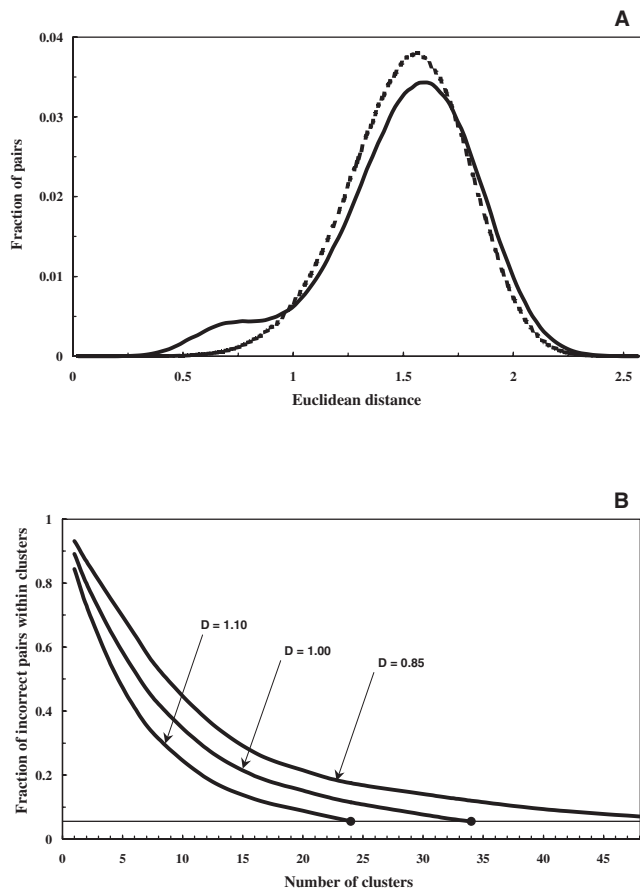 A
0.04
0.03
0.02
0.01
0
Fraction of pairs
0 0.5 1 1.5 2 2.5
Euclidean distance
B
1
0.8
0.6
0.4
0.2
0
Fraction of incorrect pairs within clusters
D = 1.10
D = 1.00
D = 0.85
0 5 10 15 20 25 30 35 40 45
Number of clusters